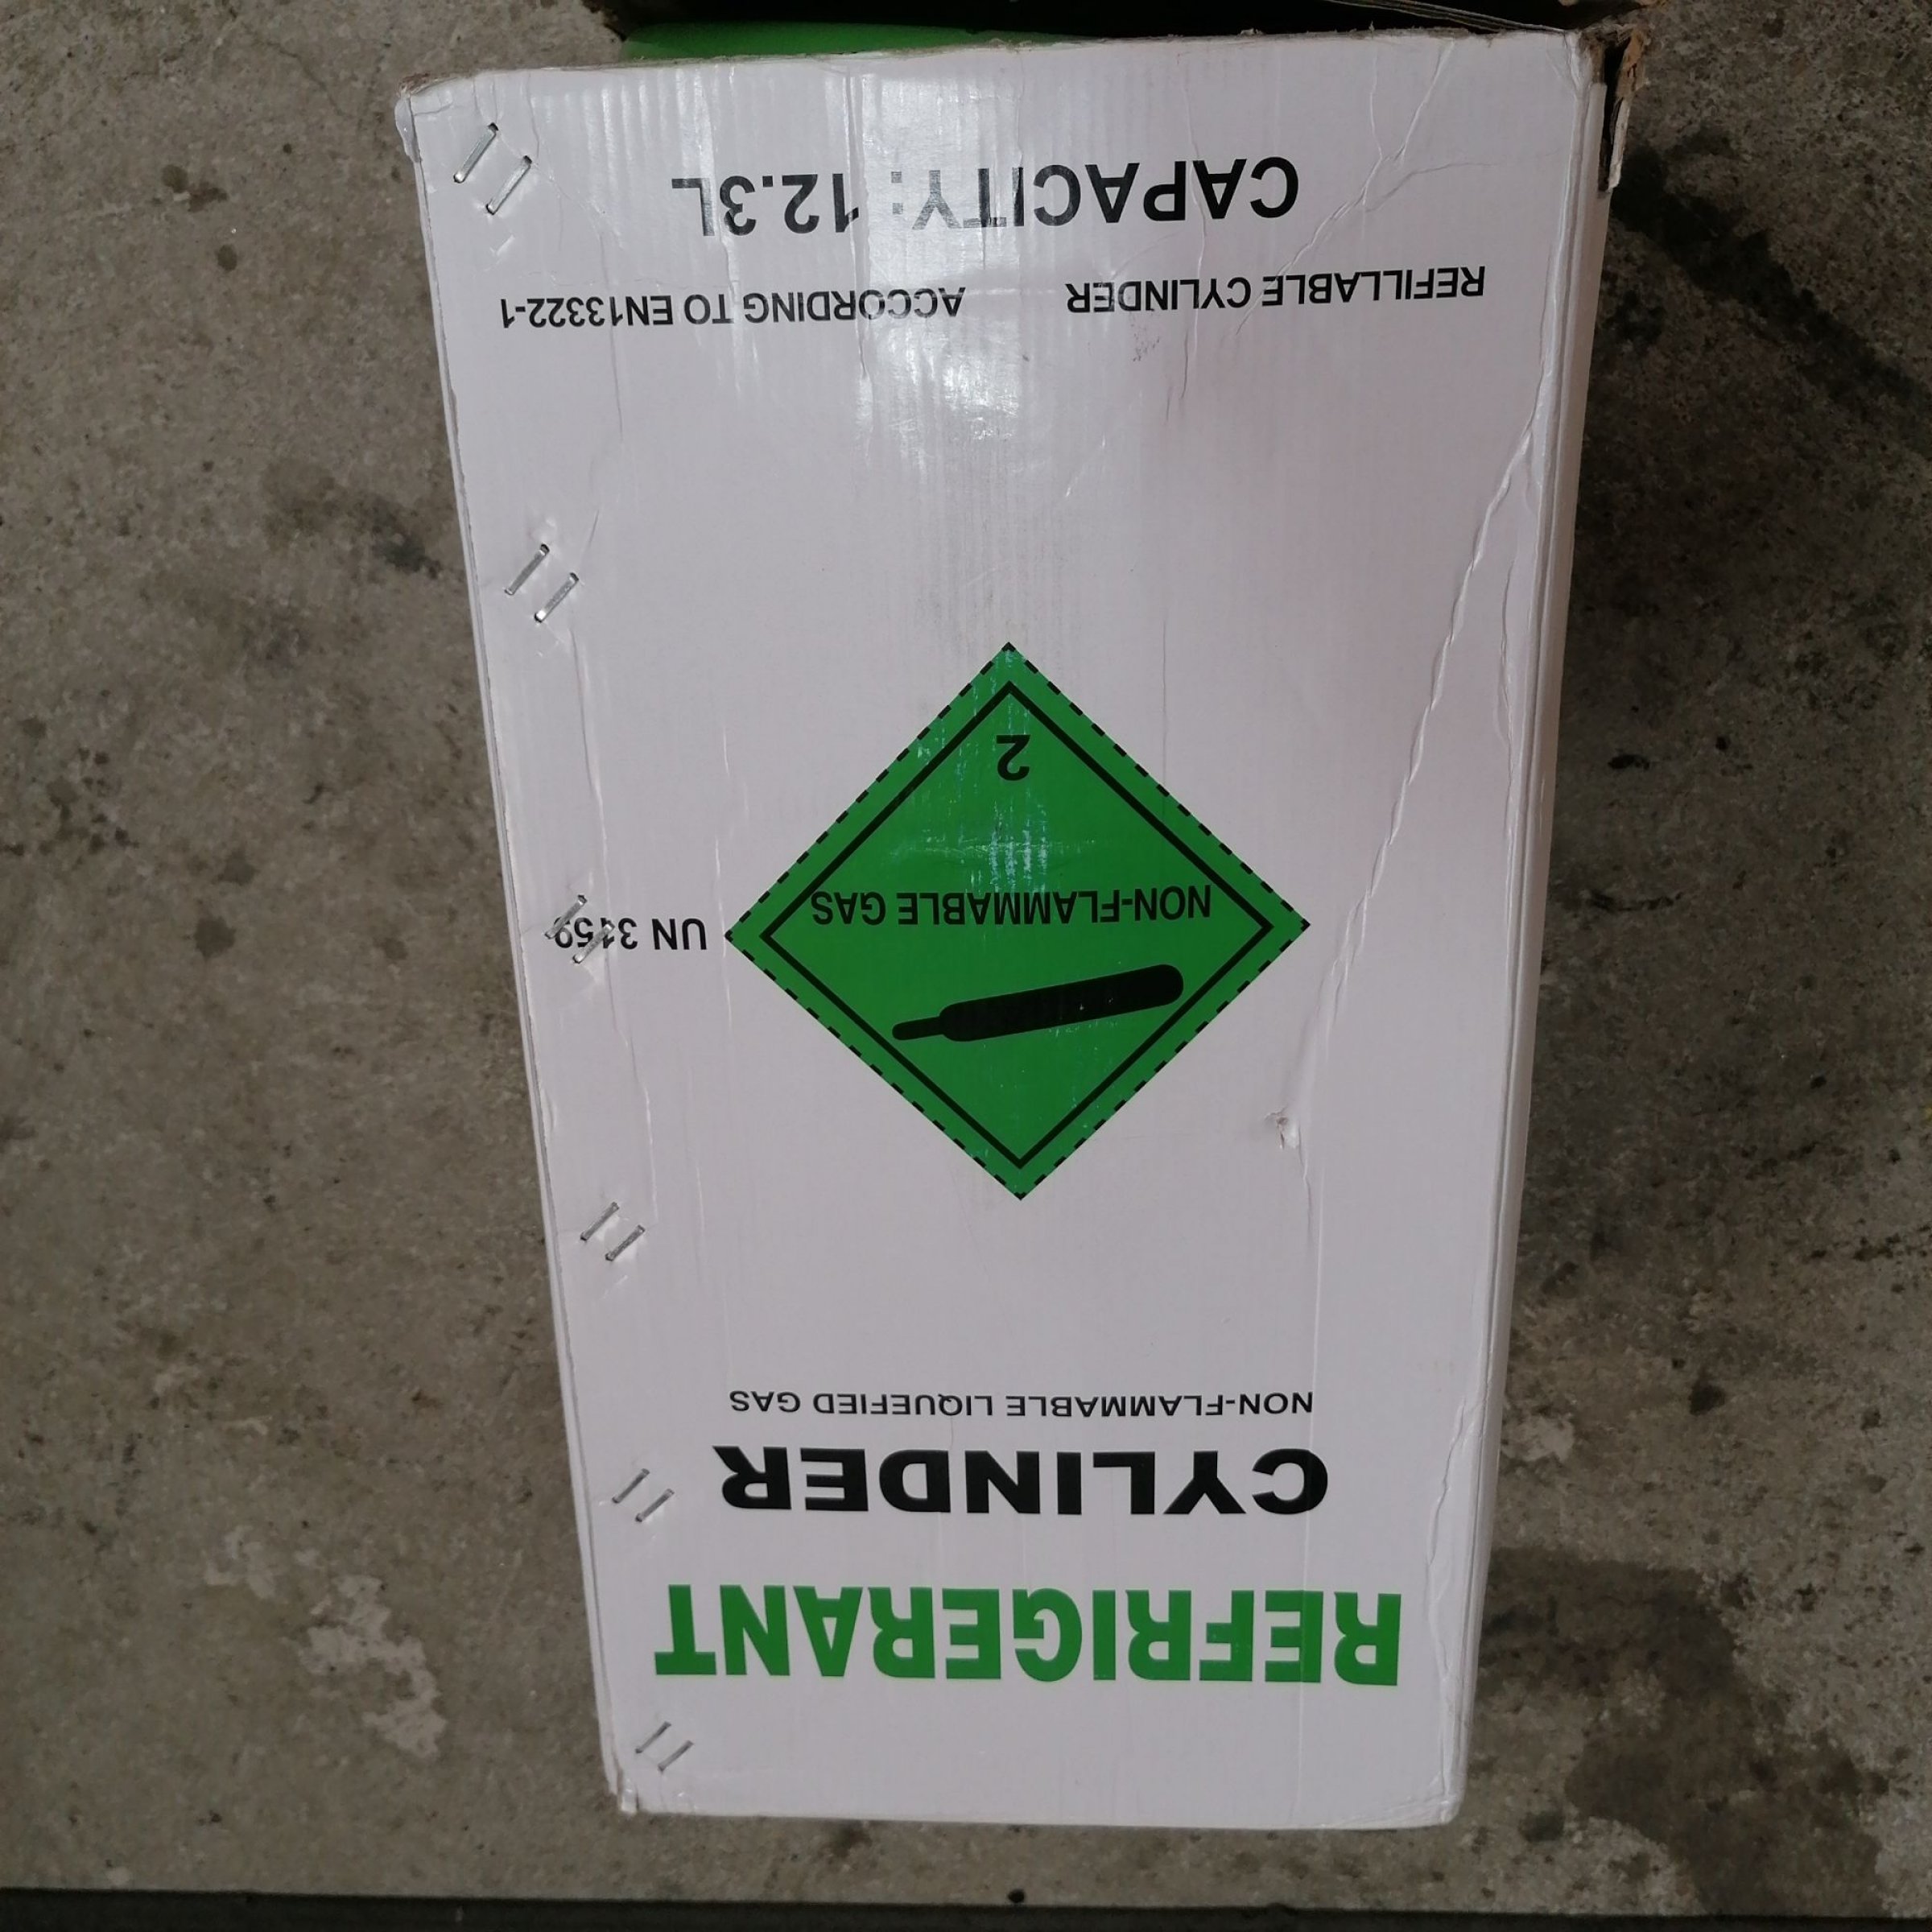 REFRIGERANT
CYLINDER
NON-FLAMMABLE LIQUEFIED GAS
NON-FLAMMABLE GAS
UN 3159
2
REFILLABLE CYLINDER ACCORDING TO EN13322-1
CAPACITY: 12.3L